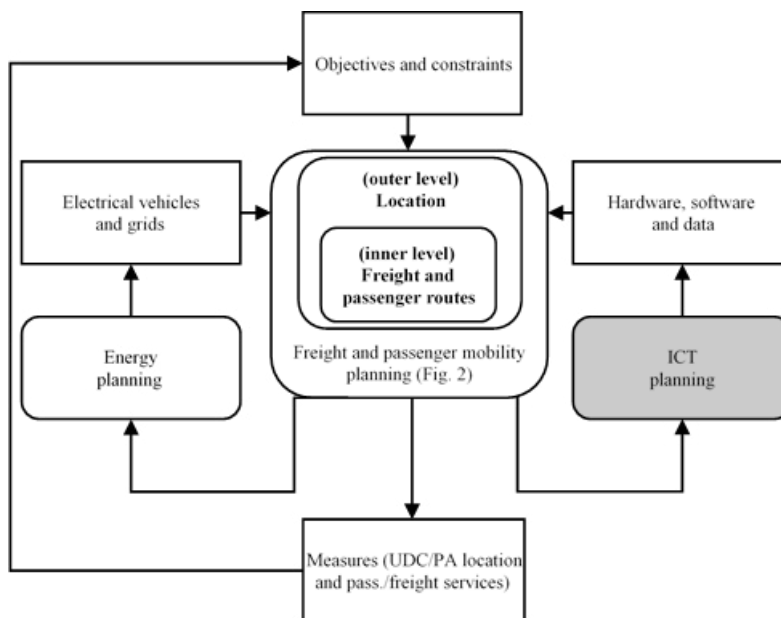 Objectives and constraints
Electrical vehicles
and grids
(outer level)
Location
(inner level)
Freight and
passenger routes
Freight and passenger mobility
planning (Fig. 2)
Hardware, software
and data
Energy
planning
ICT
planning
Measures (UDC/PA location
and pass./freight services)